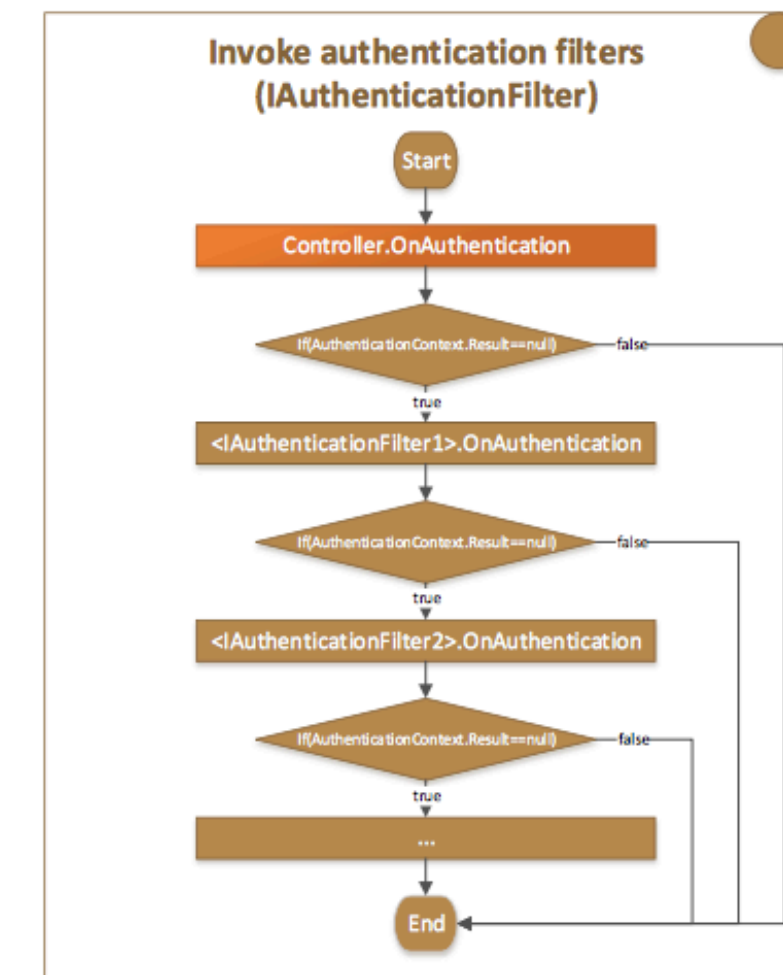 Invoke authentication filters
(IAuthenticationFilter)
Start
Controller.OnAuthentication
If(AuthenticationContext.Result==null)
false
true
<IAuthenticationFilter1>.OnAuthentication
If(AuthenticationContext.Result==null)
false
true
<IAuthenticationFilter2>.OnAuthentication
If(AuthenticationContext.Result==null)
false
true
...
End